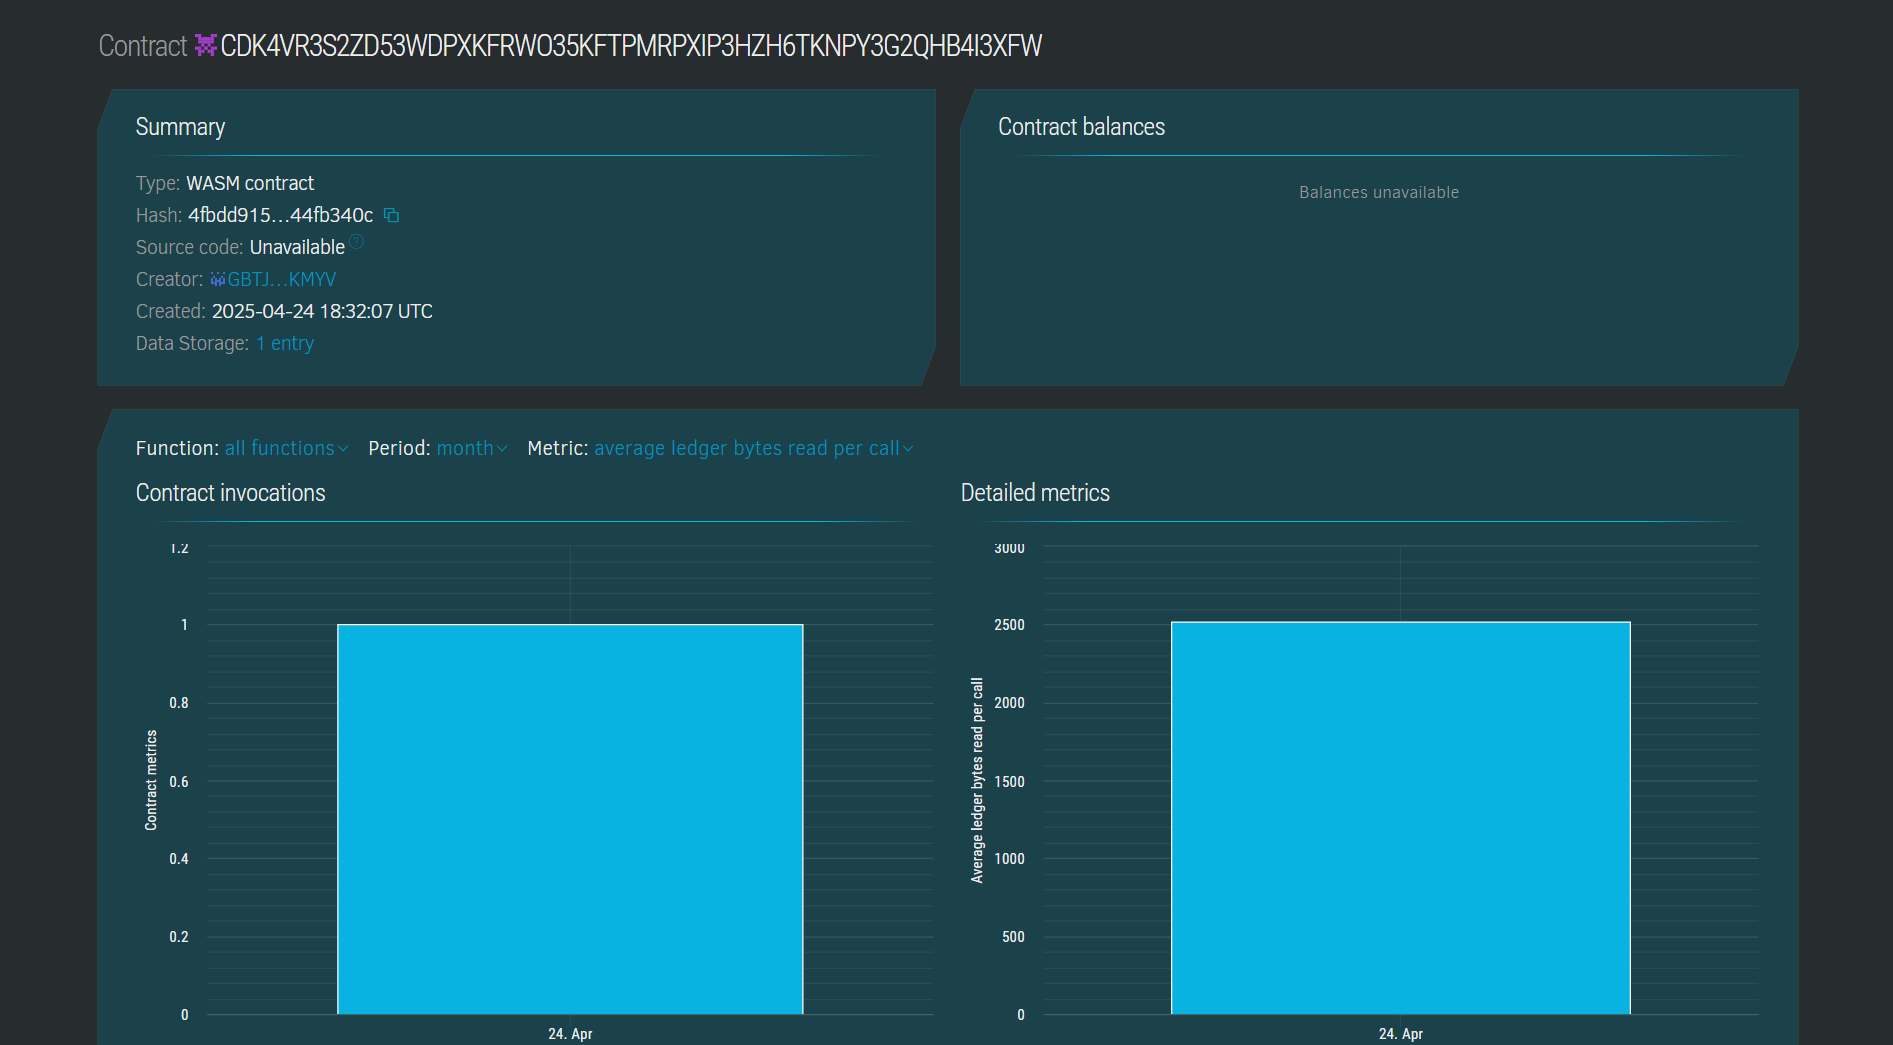 Contract CDK4VR3S2ZD53WDPXKFRWO35KFTPMRPXIP3HZH6TKNPY3G2QHB4I3XFW
Summary
Type: WASM contract
Hash: 4fbdd915...44fb340c
Source code: Unavailable ?
Creator: GBTJ...KMYV
Created: 2025-04-24 18:32:07 UTC
Data Storage: 1 entry
Contract balances
Balances unavailable
Function: all functions Period: month Metric: average ledger bytes read per call
Contract invocations
1.2
1
0.8
0.6
0.4
0.2
0
Contract metrics
24. Apr
Detailed metrics
3000
2500
2000
1500
1000
500
0
Average ledger bytes read per call
24. Apr